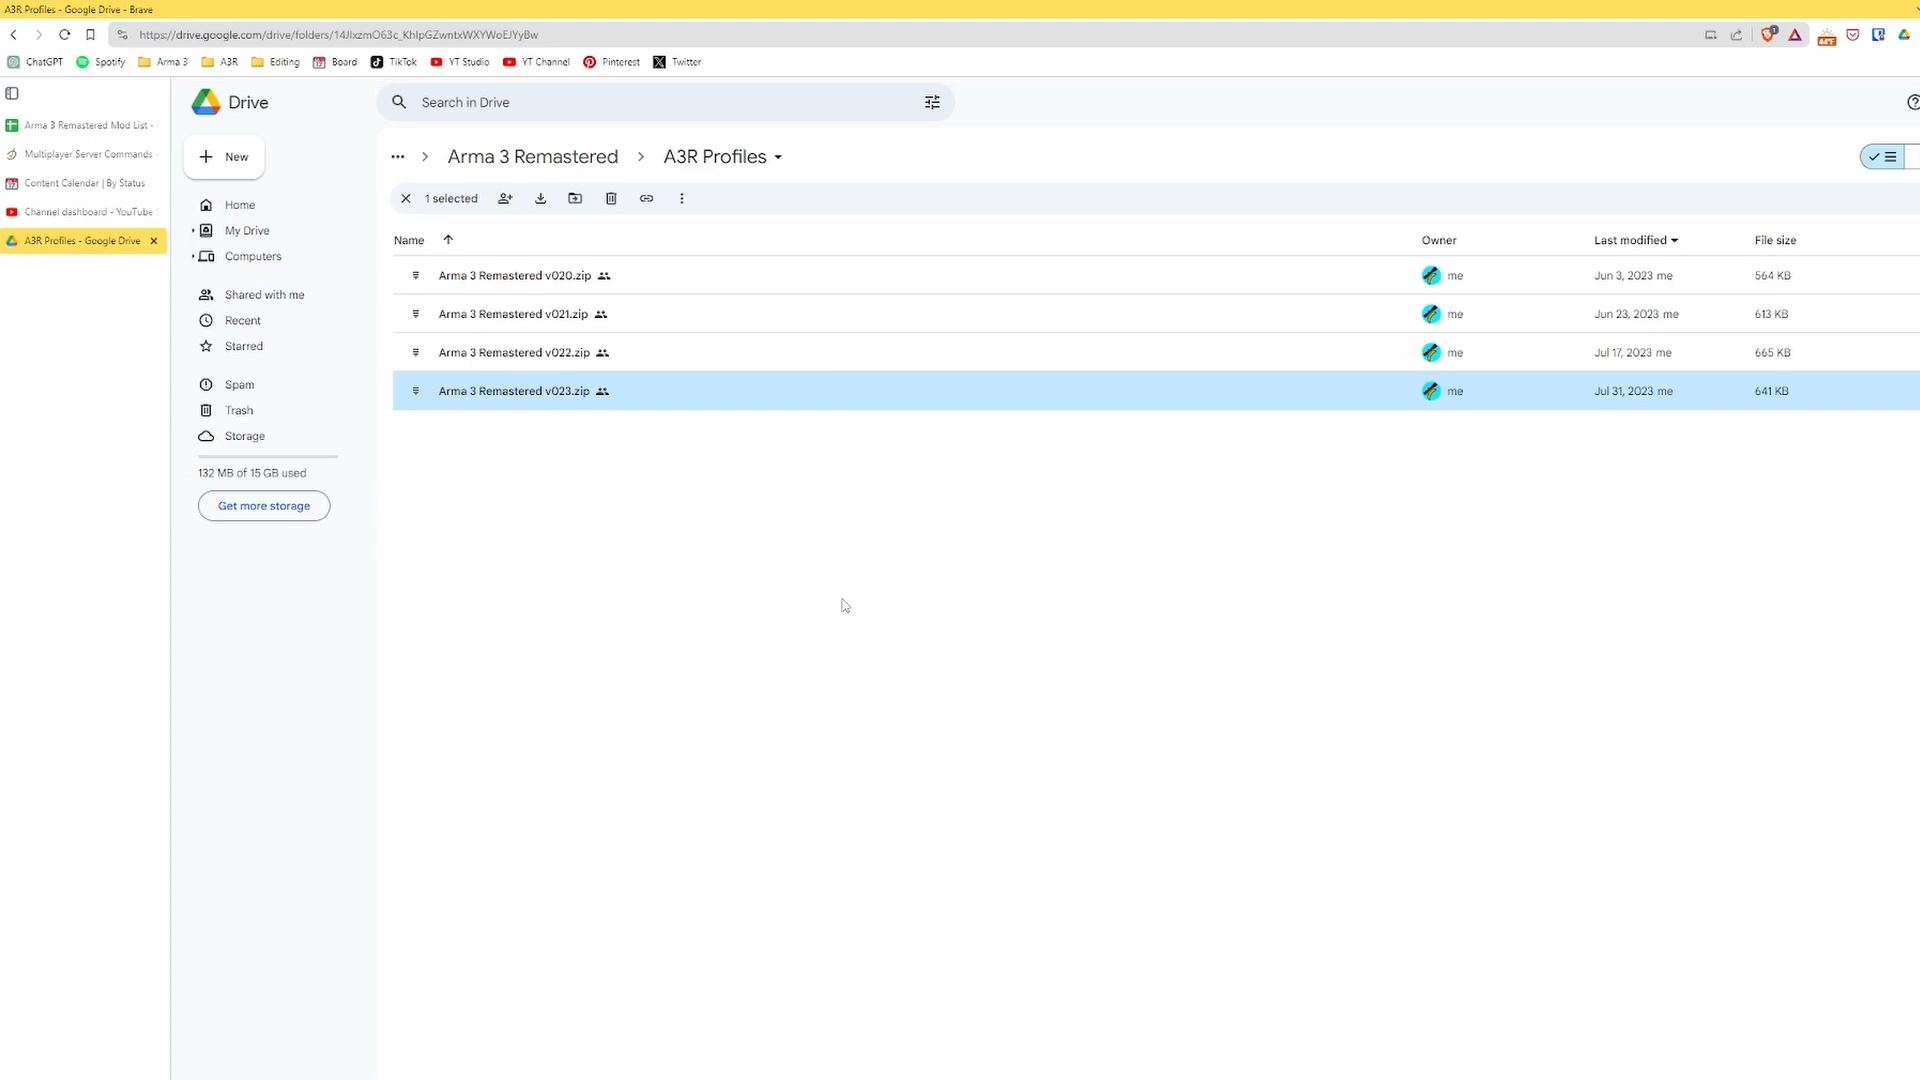 A3R Profiles - Google Drive - Brave
https://drive.google.com/drive/folders/14JIxzmO63c_KhIpGZwntxWXYWoEJYyBw
ChatGPT Spotify Arma 3 A3R Editing Board TikTok YT Studio YT Channel Pinterest Twitter
Arma 3 Remastered Mod List -
Multiplayer Server Commands
Content Calendar | By Status
Channel dashboard - YouTube
A3R Profiles - Google Drive
Drive
Search in Drive
New
Arma 3 Remastered > A3R Profiles
1 selected
Home
My Drive
Computers
Shared with me
Recent
Starred
Spam
Trash
Storage
132 MB of 15 GB used
Get more storage
Name Owner Last modified File size
Arma 3 Remastered v020.zip me Jun 3, 2023 me 564 KB
Arma 3 Remastered v021.zip me Jun 23, 2023 me 613 KB
Arma 3 Remastered v022.zip me Jul 17, 2023 me 665 KB
Arma 3 Remastered v023.zip me Jul 31, 2023 me 641 KB